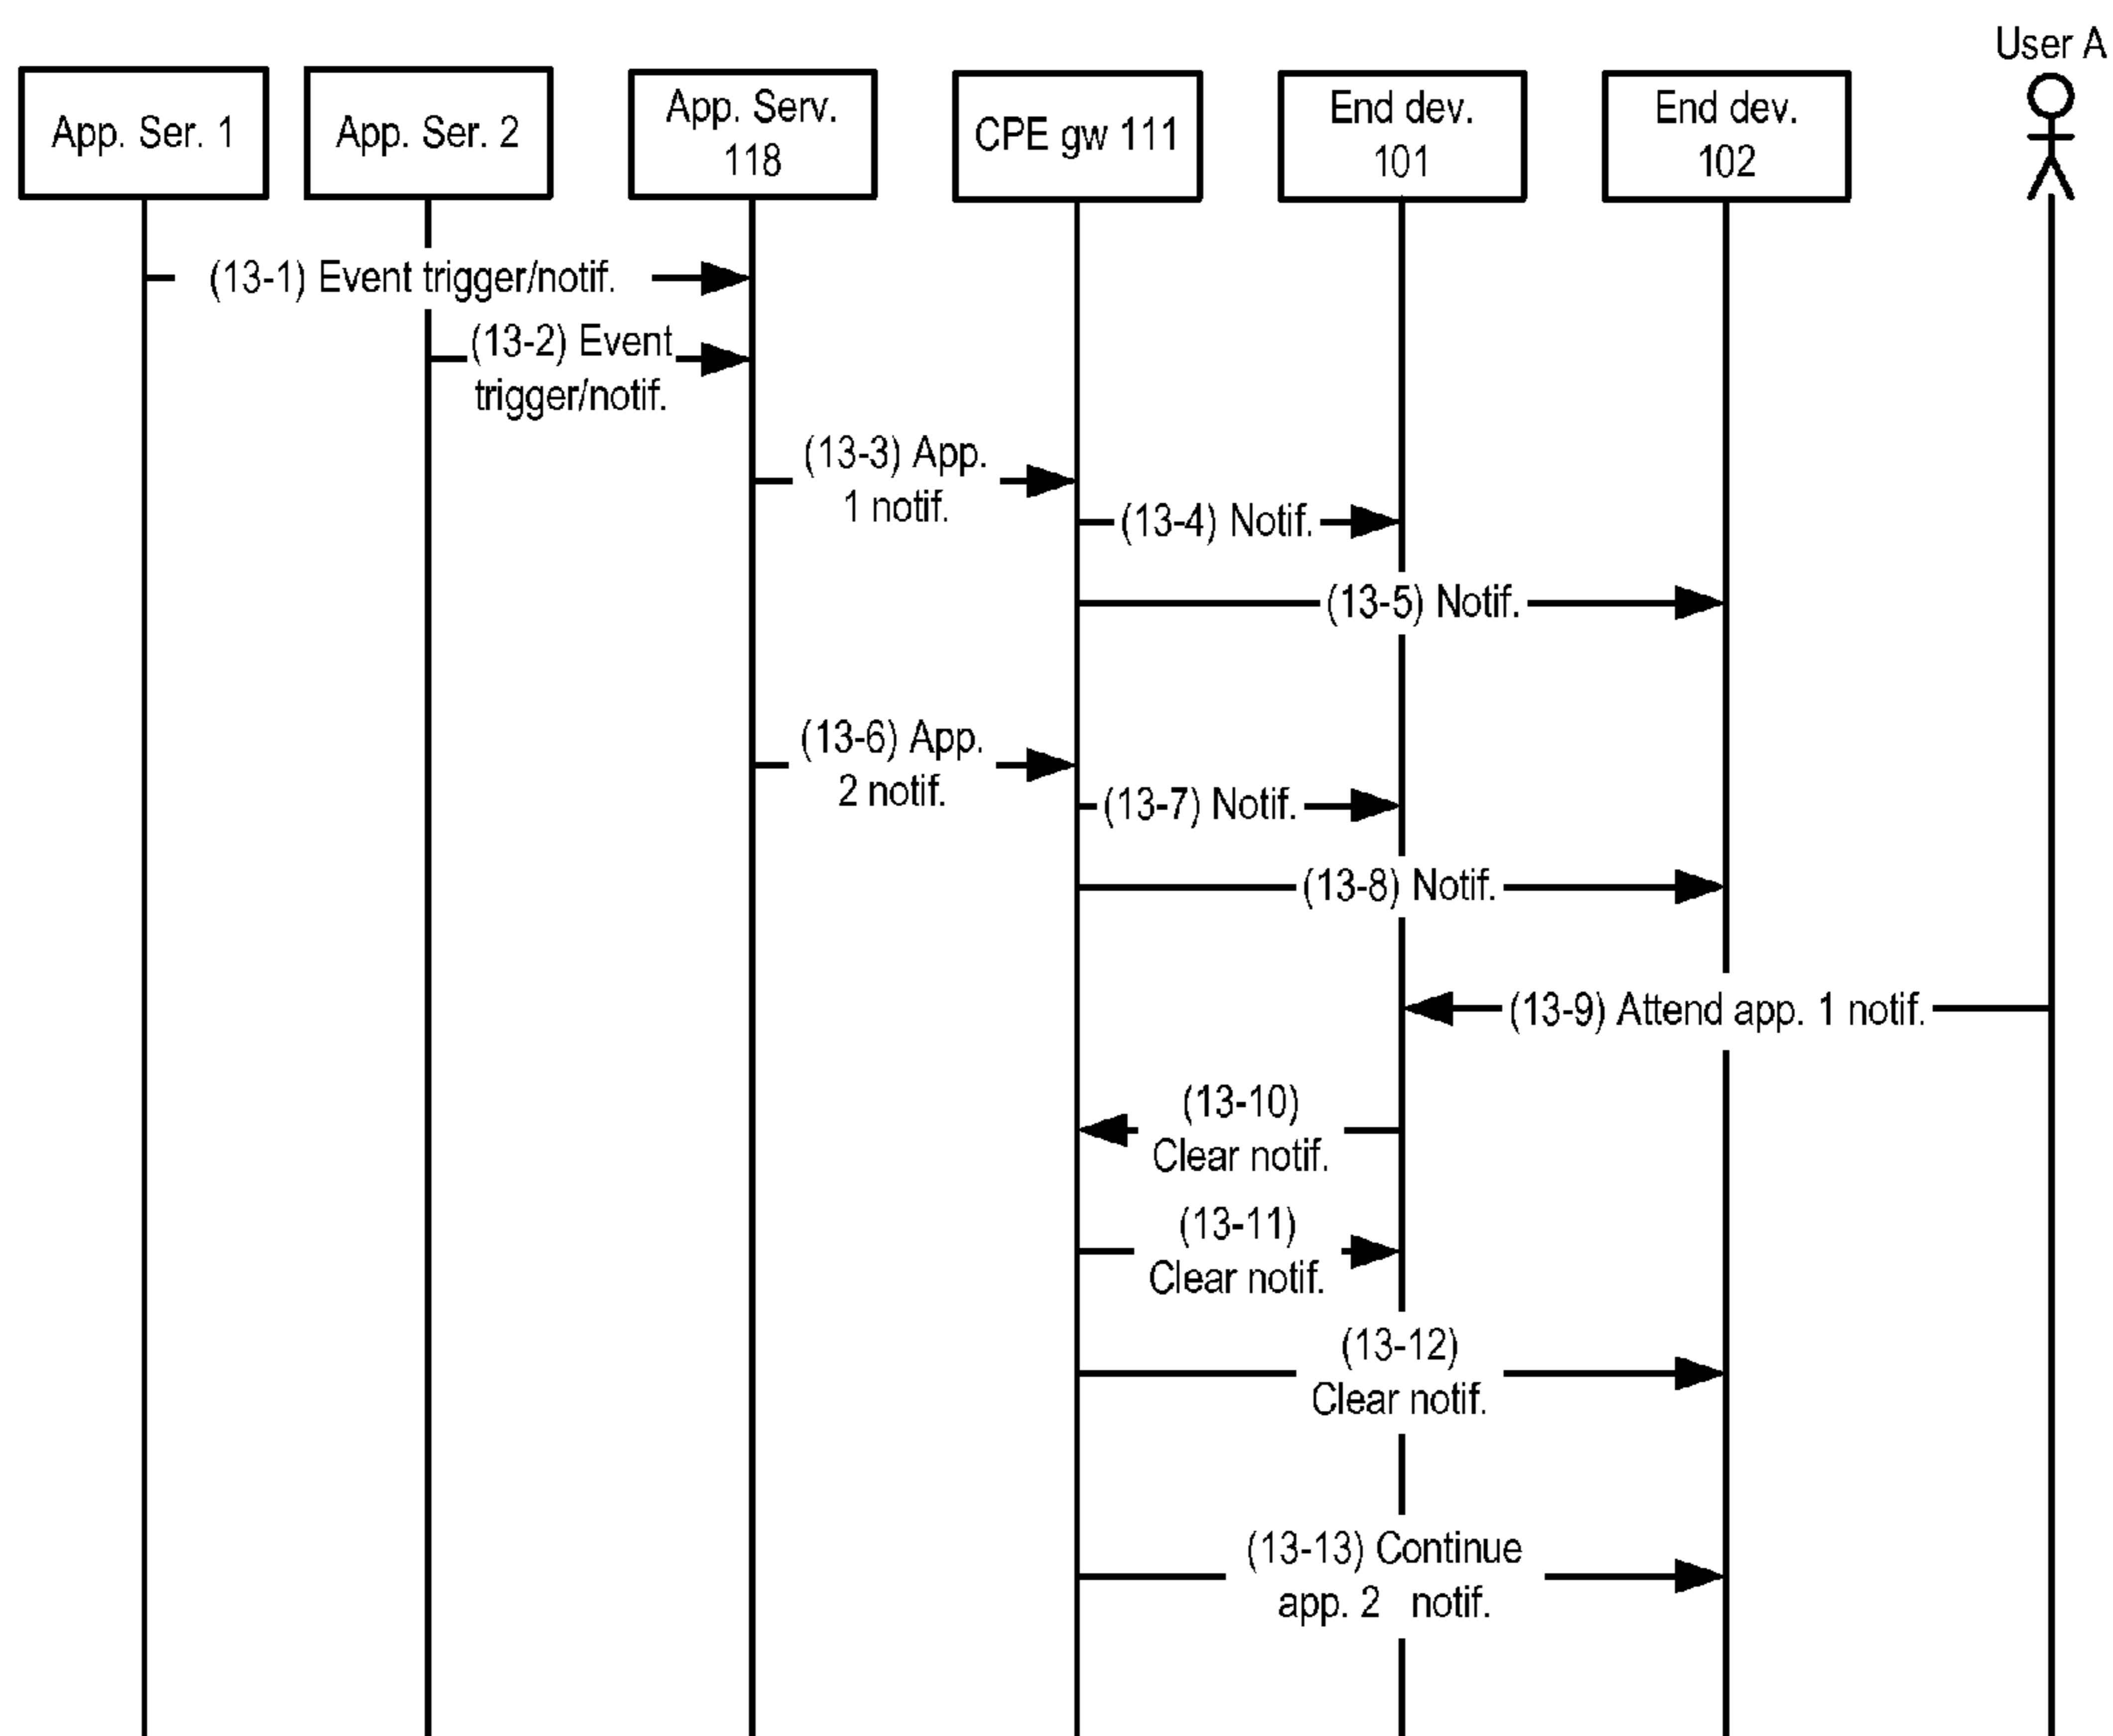 User A
App. Ser. 1
App. Ser. 2
App. Serv.
118
CPE gw 111
End dev.
101
End dev.
102
(13-1) Event trigger/notif.
(13-2) Event
trigger/notif.
(13-3) App.
1 notif.
(13-4) Notif.
(13-5) Notif.
(13-6) App.
2 notif.
(13-7) Notif.
(13-8) Notif.
(13-9) Attend app. 1 notif.
(13-10)
Clear notif.
(13-11)
Clear notif.
(13-12)
Clear notif.
(13-13) Continue
app. 2 notif.